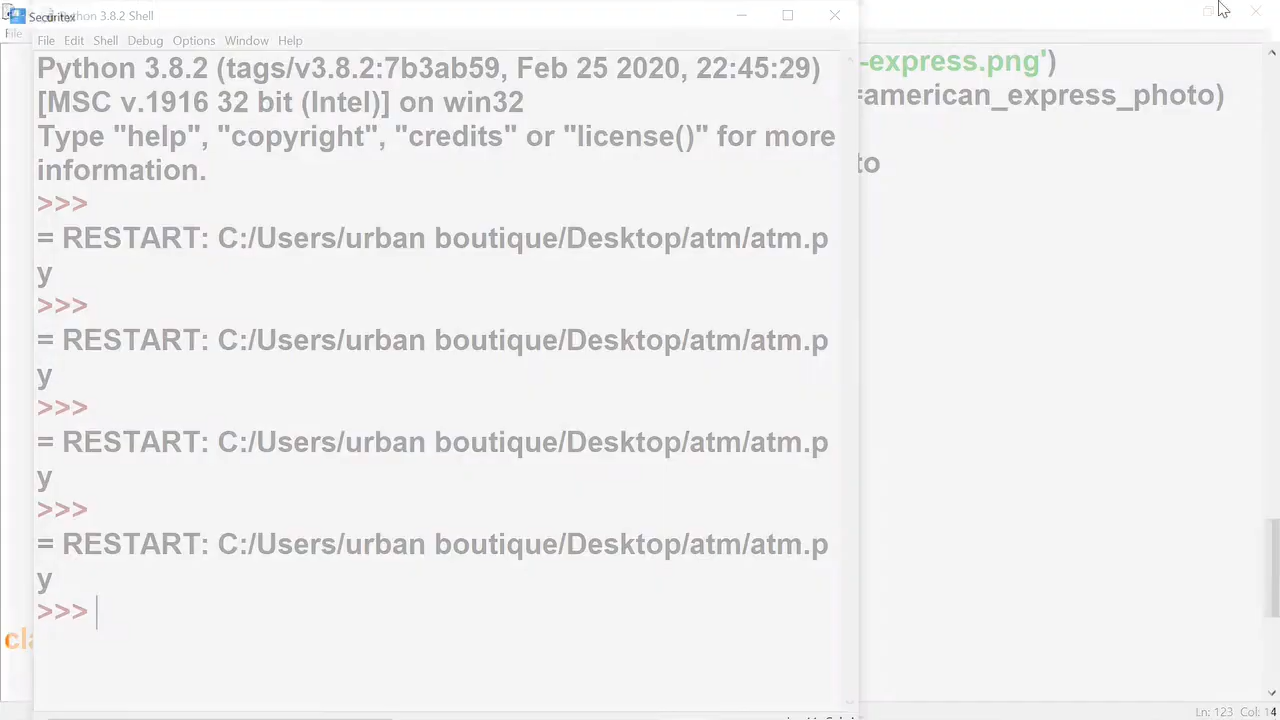 Securitex
Python 3.8.2 Shell
File
File Edit Shell Debug Options Window Help
Python 3.8.2 (tags/v3.8.2:7b3ab59, Feb 25 2020, 22:45:29)
[MSC v.1916 32 bit (Intel)] on win32
Type "help", "copyright", "credits" or "license()" for more
information.
>>>
= RESTART: C:/Users/urban boutique/Desktop/atm/atm.p
y
>>>
= RESTART: C:/Users/urban boutique/Desktop/atm/atm.p
y
>>>
= RESTART: C:/Users/urban boutique/Desktop/atm/atm.p
y
>>>
= RESTART: C:/Users/urban boutique/Desktop/atm/atm.p
y
>>>
-express.png')
=american_express_photo)
to
cla
Ln: 123 Col: 14